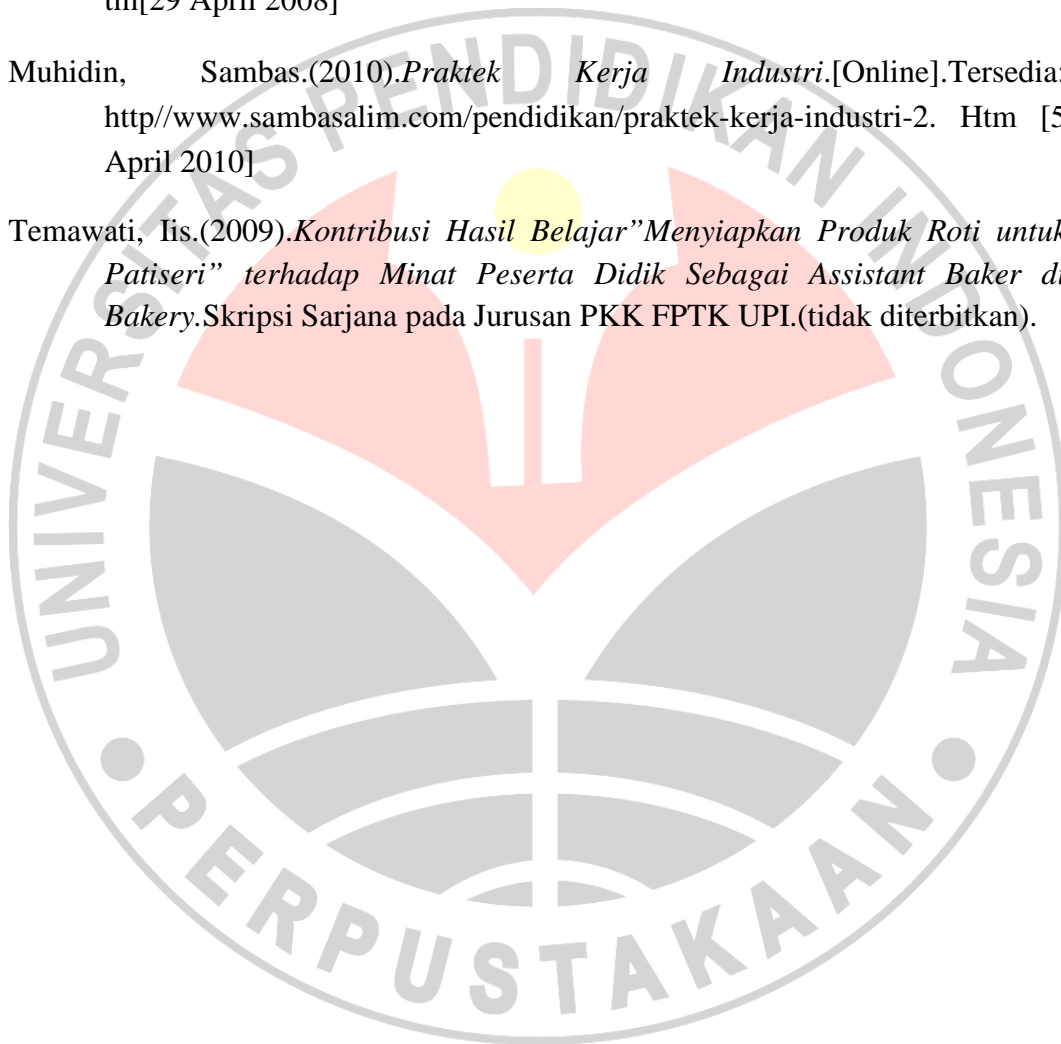 tm[29 April 2008]
Muhidin, Sambas.(2010).Praktek Kerja Industri.[Online].Tersedia:
http//www.sambasalim.com/pendidikan/praktek-kerja-industri-2. Htm [5
April 2010]
Temawati, Iis.(2009).Kontribusi Hasil Belajar”Menyiapkan Produk Roti untuk
Patiseri” terhadap Minat Peserta Didik Sebagai Assistant Baker di
Bakery.Skripsi Sarjana pada Jurusan PKK FPTK UPI.(tidak diterbitkan).
UNIVERSITAS PENDIDIKAN INDONESIA
PERPUSTAKAAN